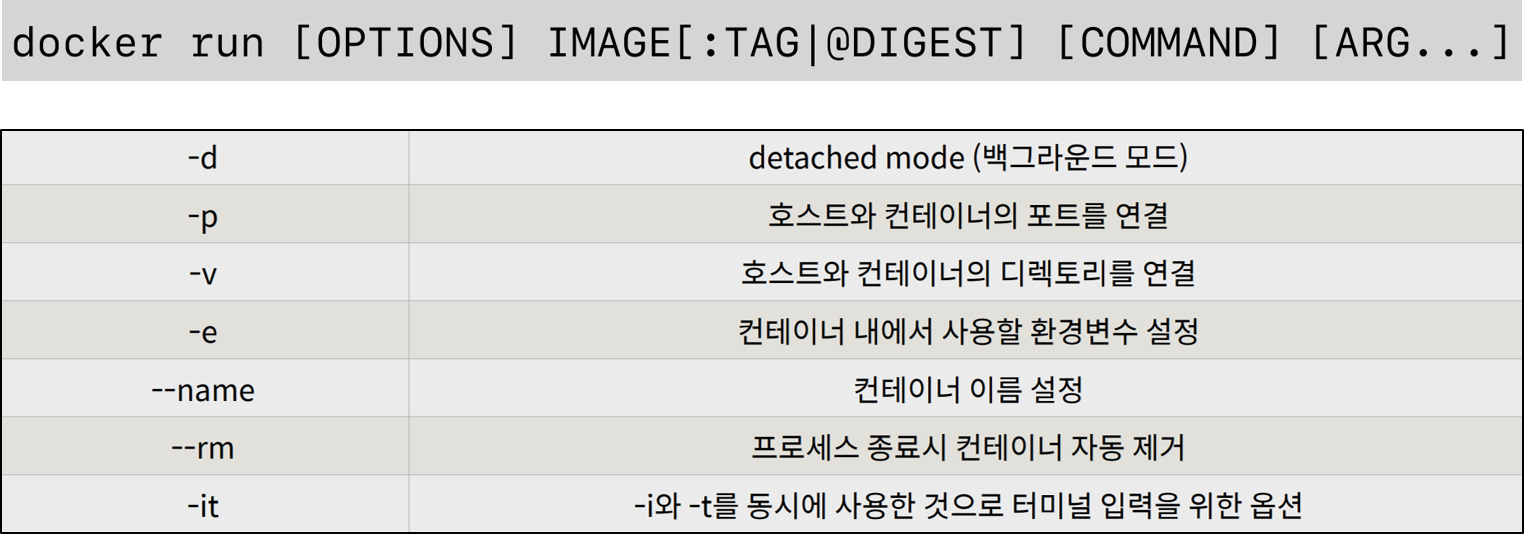 docker run [OPTIONS] IMAGE[:TAG|@DIGEST] [COMMAND] [ARG...]
-d detached mode (백그라운드 모드)
-p 호스트와 컨테이너의 포트를 연결
-v 호스트와 컨테이너의 디렉토리를 연결
-e 컨테이너 내에서 사용할 환경변수 설정
--name 컨테이너 이름 설정
--rm 프로세스 종료시 컨테이너 자동 제거
-it -i와 -t를 동시에 사용한 것으로 터미널 입력을 위한 옵션